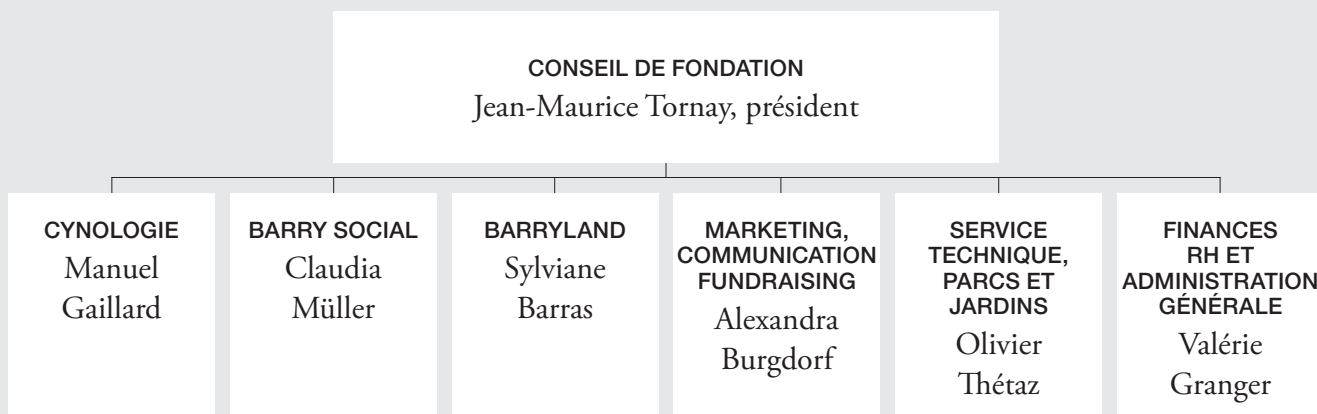 CONSEIL DE FONDATION
Jean-Maurice Tornay, président
CYNOLOGIE
Manuel
Gaillard
BARRY SOCIAL
Claudia
Müller
BARRYLAND
Sylviane
Barras
MARKETING,
COMMUNICATION
FUNDRAISING
Alexandra
Burgdorf
SERVICE
TECHNIQUE,
PARCS ET
JARDINS
Olivier
Thétaz
FINANCES
RH ET
ADMINISTRATION
GÉNÉRALE
Valérie
Granger